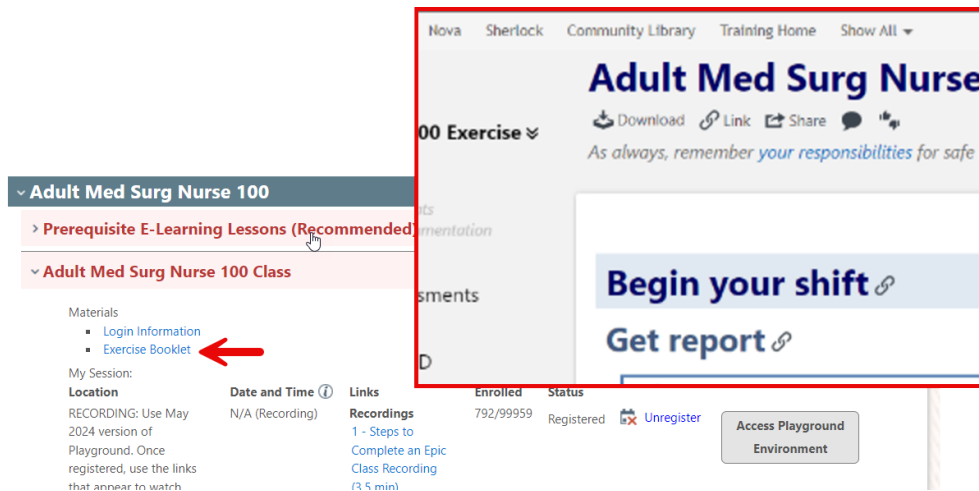 Nova Sherlock Community Library Training Home Show All
Adult Med Surg Nurse
Download Link Share
00 Exercise
As always, remember your responsibilities for safe
Adult Med Surg Nurse 100
Prerequisite E-Learning Lessons (Recommended)
mentation
Adult Med Surg Nurse 100 Class
Begin your shift
sments
Get report
D
Materials
Login Information
Exercise Booklet
My Session:
Location Date and Time Links Enrolled Status
RECORDING: Use May N/A (Recording) Recordings 792/99959 Registered Unregister
2024 version of 1 - Steps to
Playground. Once Complete an Epic
registered, use the links Class Recording
that appear to watch (3.5 min)
Access Playground
Environment